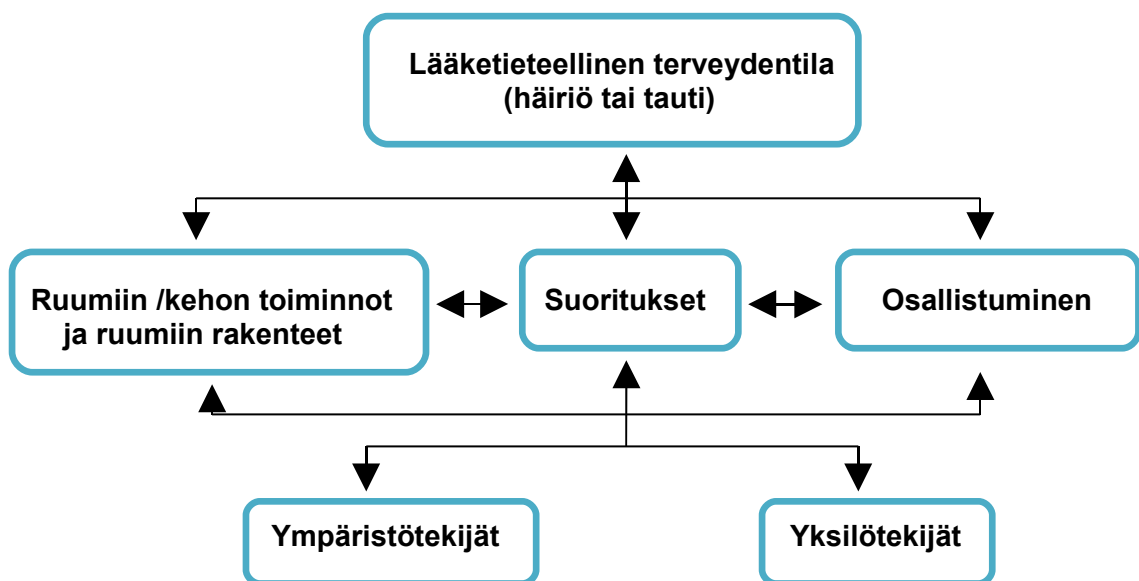 Lääketieteellinen terveydentila
(häiriö tai tauti)
Ruumiin /kehon toiminnot
ja ruumiin rakenteet
Suoritukset
Osallistuminen
Ympäristötekijät
Yksilötekijät